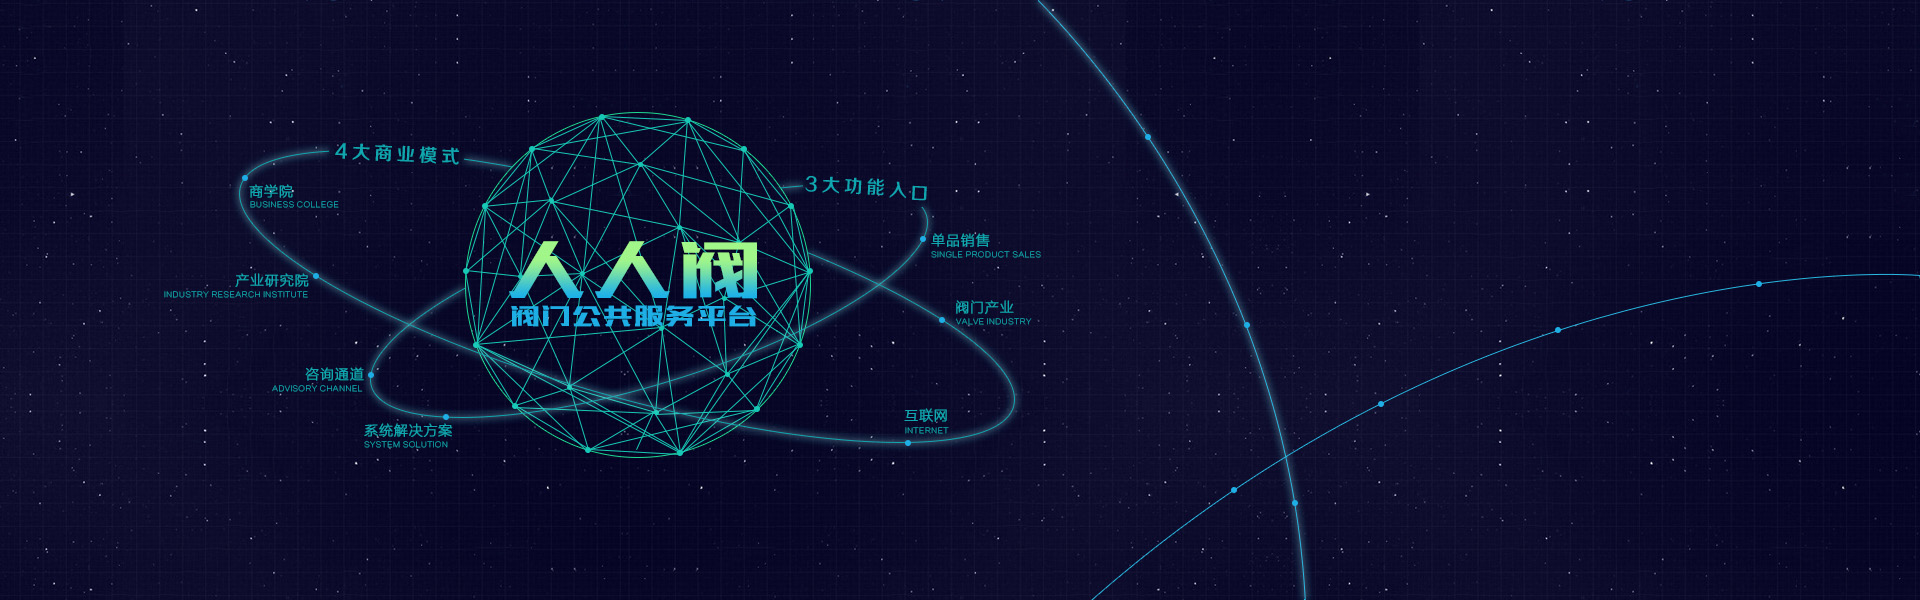 4大商业模式
3大功能入口
商学院
BUSINESS COLLEGE
单品销售
SINGLE PRODUCT SALES
人人阀
阀门公共服务平台
产业研究院
INDUSTRY RESEARCH INSTITUTE
阀门产业
VALVE INDUSTRY
咨询通道
ADVISORY CHANNEL
互联网
INTERNET
系统解决方案
SYSTEM SOLUTION